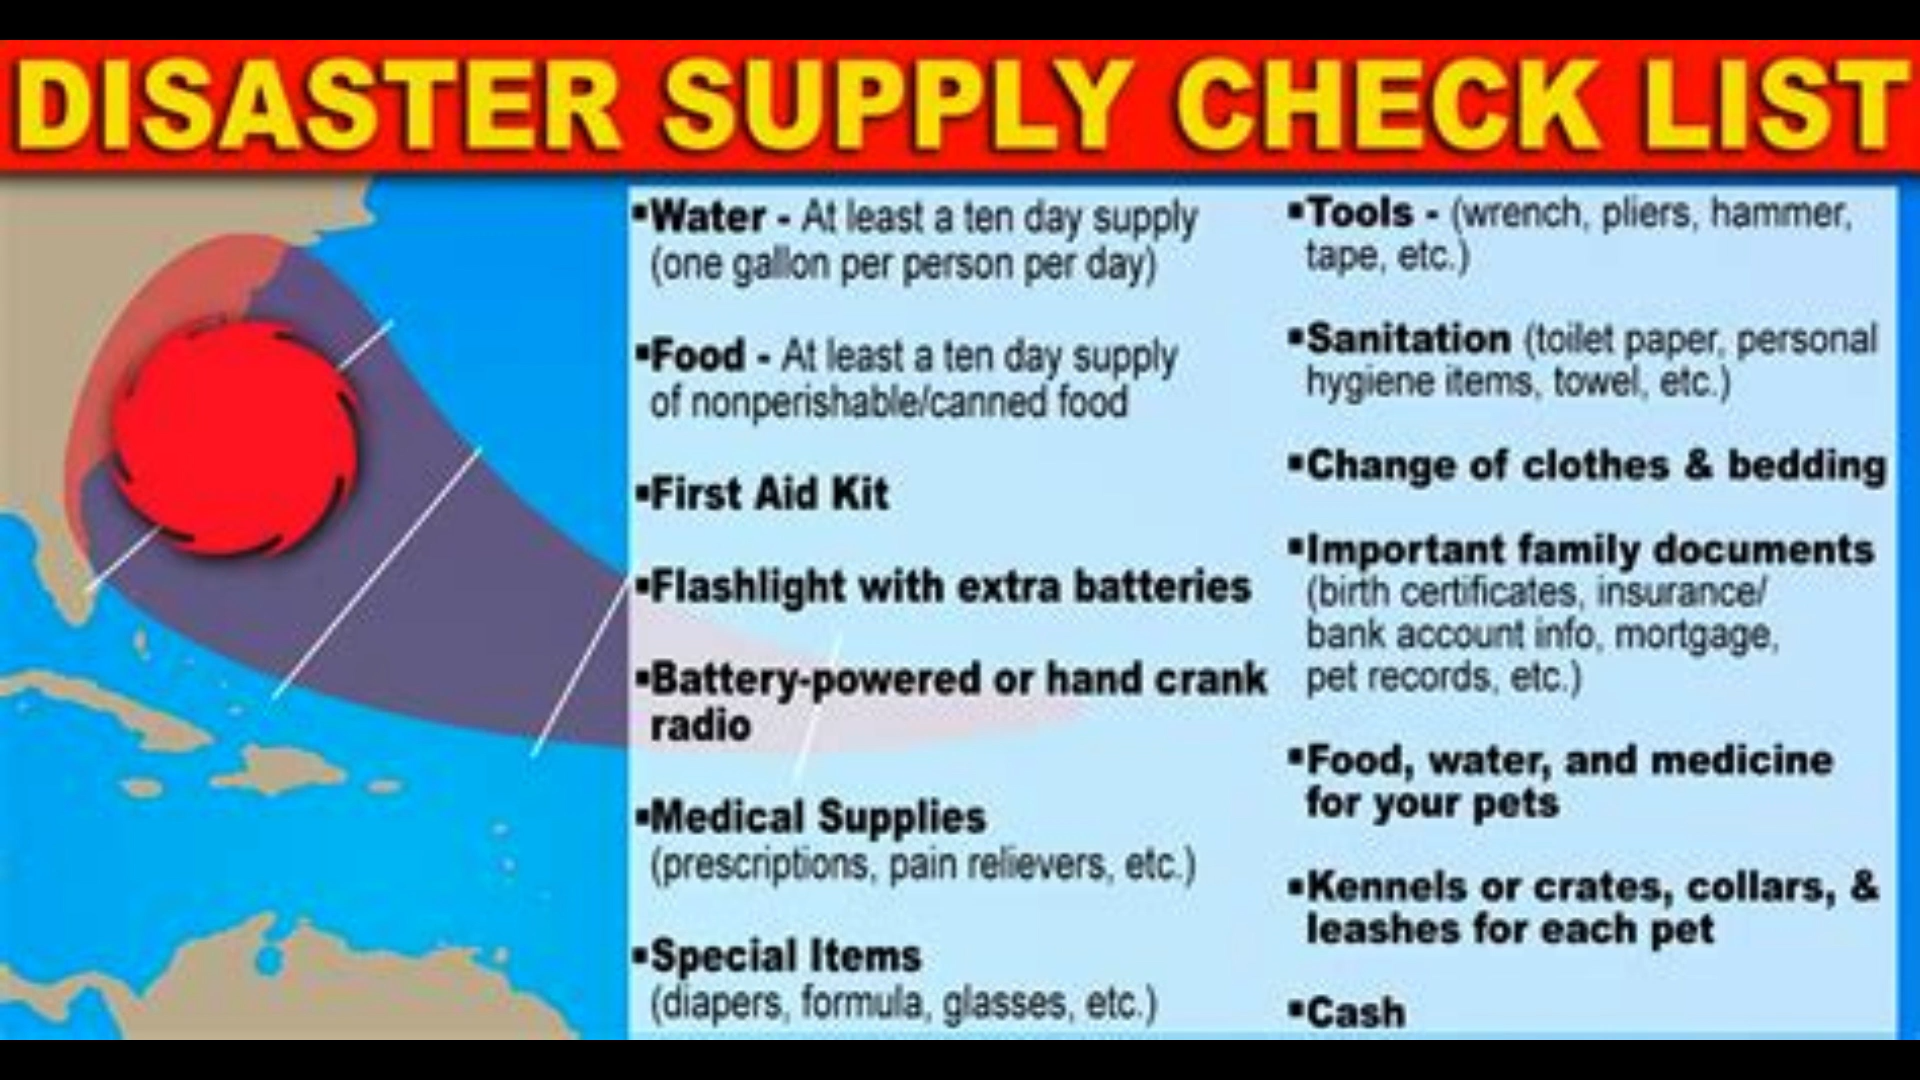 DISASTER SUPPLY CHECK LIST
▪Water - At least a ten day supply
(one gallon per person per day)
▪Food - At least a ten day supply
of nonperishable/canned food
▪First Aid Kit
▪Flashlight with extra batteries
▪Battery-powered or hand crank
radio
▪Medical Supplies
(prescriptions, pain relievers, etc.)
▪Special Items
(diapers, formula, glasses, etc.)
▪Tools - (wrench, pliers, hammer,
tape, etc.)
▪Sanitation (toilet paper, personal
hygiene items, towel, etc.)
▪Change of clothes & bedding
▪Important family documents
(birth certificates, insurance/
bank account info, mortgage,
pet records, etc.)
▪Food, water, and medicine
for your pets
▪Kennels or crates, collars, &
leashes for each pet
▪Cash